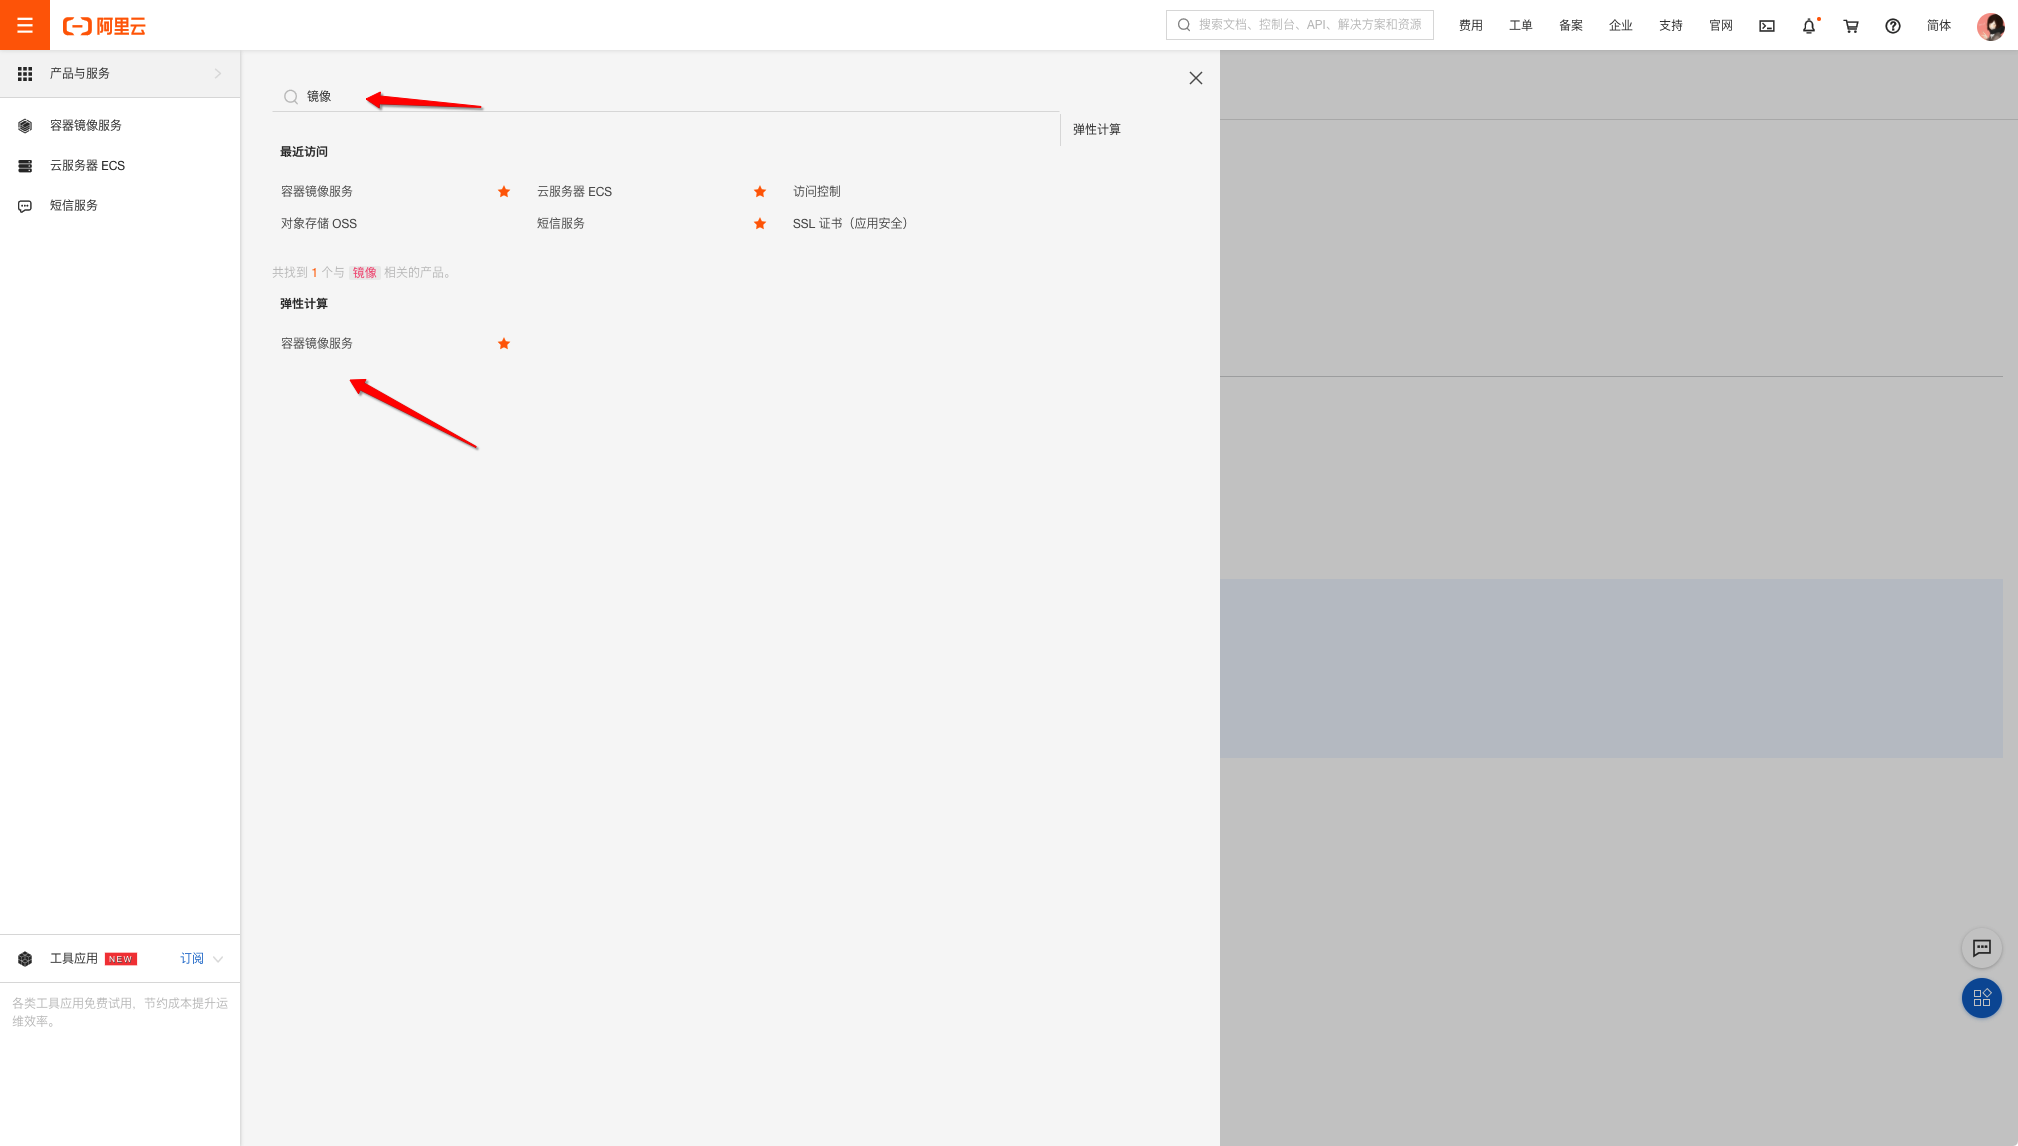 阿里云
搜索文档、控制台、API、解决方案和资源
费用 工单 备案 企业 支持 官网 简体
产品与服务
容器镜像服务
云服务器 ECS
短信服务
镜像
弹性计算
最近访问
容器镜像服务 云服务器 ECS 访问控制
对象存储 OSS 短信服务 SSL 证书（应用安全）
共找到 1 个与 镜像 相关的产品。
弹性计算
容器镜像服务
工具应用 NEW 订阅
各类工具应用免费试用，节约成本提升运
维效率。